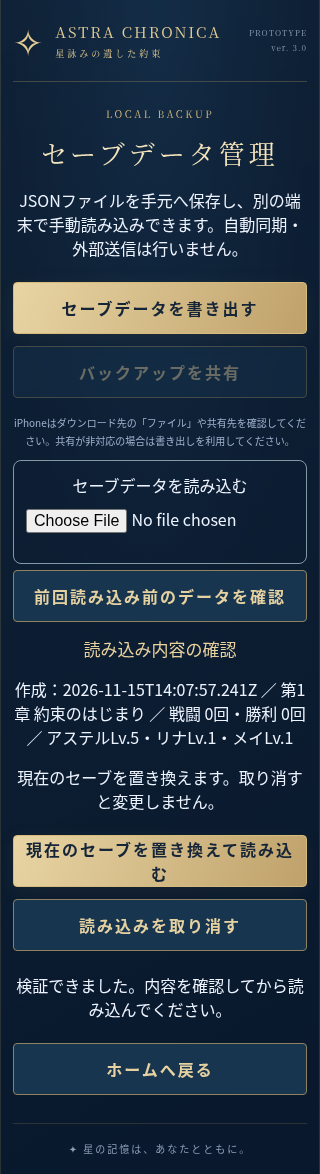 ASTRA CHRONICA
星詠みの遺した約束
PROTOTYPE
ver. 3.0
LOCAL BACKUP
セーブデータ管理
JSONファイルを手元へ保存し、別の端
末で手動読み込みできます。自動同期・
外部送信は行いません。
セーブデータを書き出す
バックアップを共有
iPhoneはダウンロード先の「ファイル」や共有先を確認してくだ
さい。共有が非対応の場合は書き出しを利用してください。
セーブデータを読み込む
Choose File No file chosen
前回読み込み前のデータを確認
読み込み内容の確認
作成：2026-11-15T14:07:57.241Z ／ 第1
章 約束のはじまり ／ 戦闘 0回・勝利 0回
／ アステルLv.5・リナLv.1・メイLv.1
現在のセーブを置き換えます。取り消す
と変更しません。
現在のセーブを置き換えて読み込
む
読み込みを取り消す
検証できました。内容を確認してから読
み込んでください。
ホームへ戻る
✦ 星の記憶は、あなたとともに。